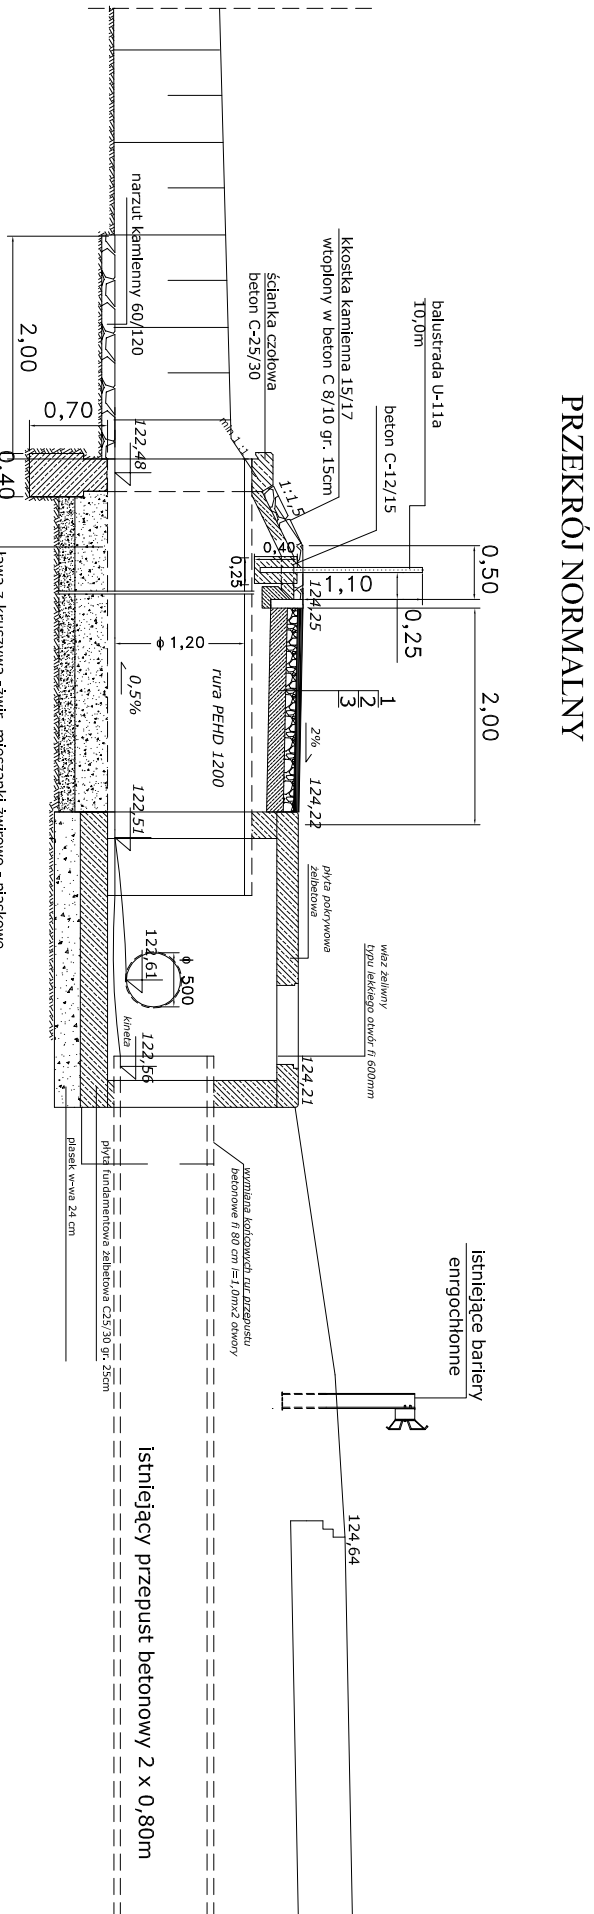 PRZEKRÓJ NORMALNY
balustrada U-11a
10,0m
beton C-12/15
kkostka kamienna 15/17
wtopiony w beton C 8/10 gr. 15cm
ścianka czołowa
beton C-25/30
narzut kamienny 60/120
2,00
0,70
0,40
122,48
min 1:1
1:1,5
0,40
0,25
0,50
1,10
0,25
124,25
2,00
1
2
3
2%
124,22
ϕ 1,20
rura PEHD 1200
0,5%
122,51
płyta pokrywowa
żelbetowa
właz żeliwny
typu lekkiego otwór fi 600mm
ϕ 500
122,61
kineta
122,56
124,21
wymiana końcowych rur przepustu
betonowe fi 80 cm l=1,0mx2 otwory
płyta fundamentowa żelbetowa C25/30 gr. 25cm
piasek w-wa 24 cm
istniejące bariery
enrgochłonne
124,64
istniejący przepust betonowy 2 x 0,80m